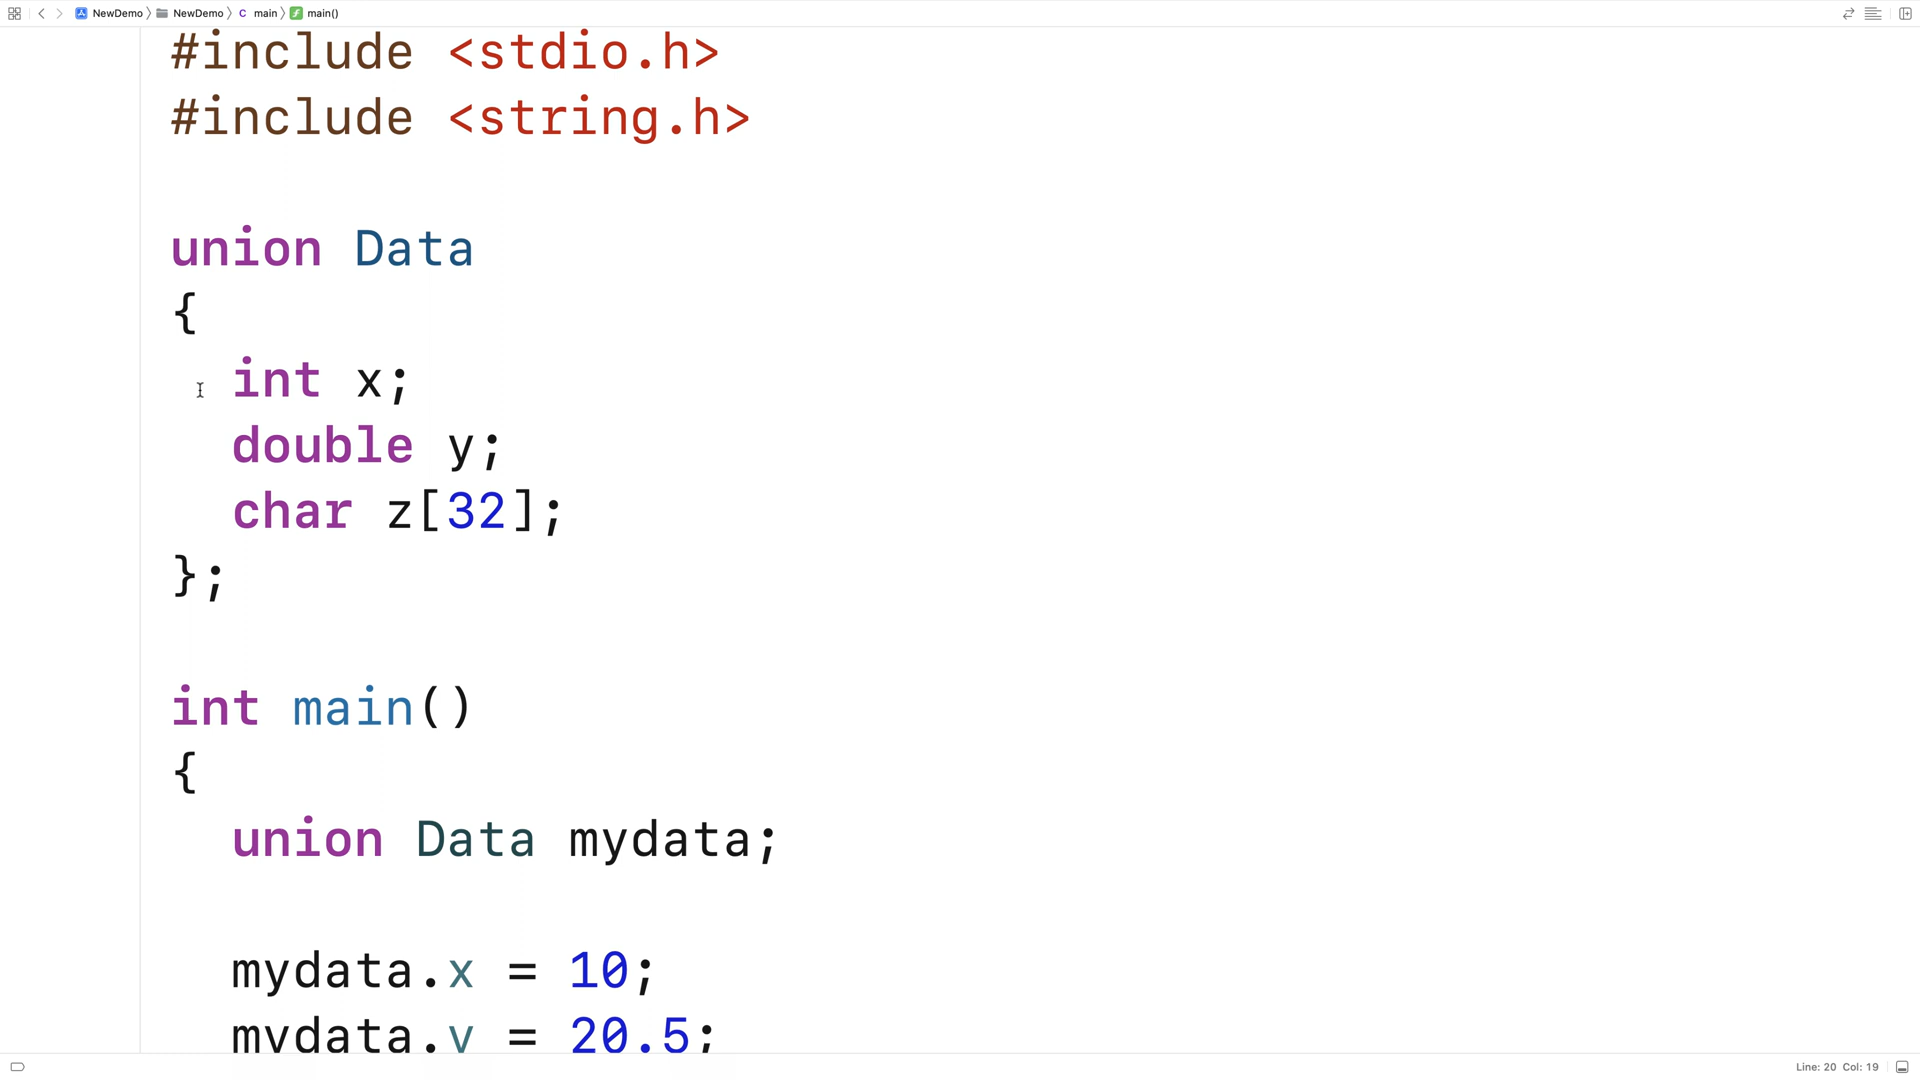 NewDemo NewDemo C main f main()
#include <stdio.h>
#include <string.h>
union Data
{
int x;
double y;
char z[32];
};
int main()
{
union Data mydata;
mydata.x = 10;
mydata.y = 20.5;
Line: 20 Col: 19